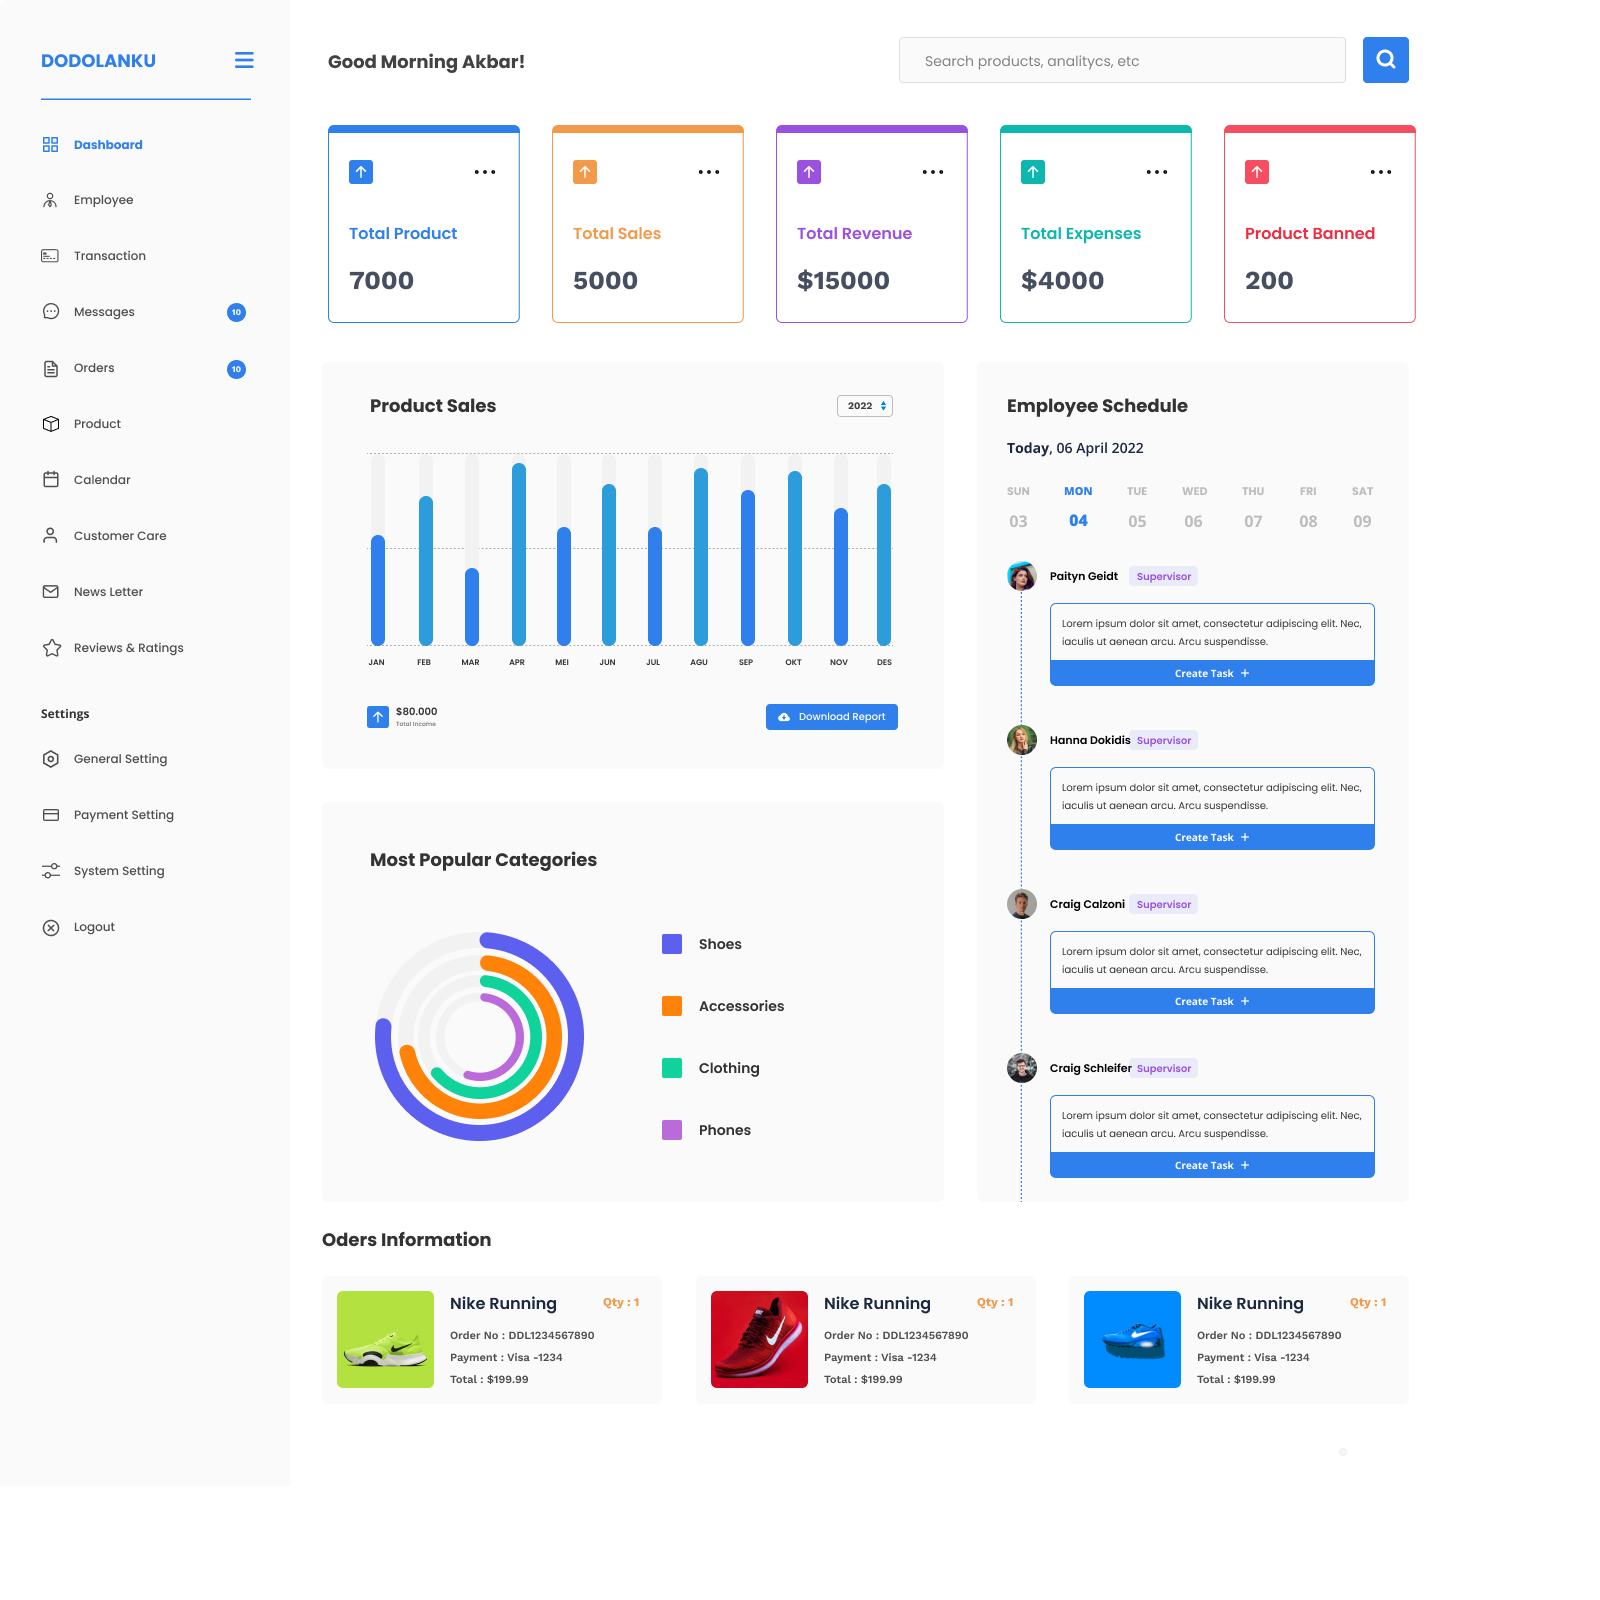 DODOLANKU
Dashboard
Employee
Transaction
Messages
10
Orders
10
Product
Calendar
Customer Care
News Letter
Reviews & Ratings
Settings
General Setting
Payment Setting
System Setting
Logout
Good Morning Akbar!
Search products, analitycs, etc
Total Product
7000
Total Sales
5000
Total Revenue
$15000
Total Expenses
$4000
Product Banned
200
Product Sales
2022
JAN FEB MAR APR MEI JUN JUL AGU SEP OKT NOV DES
$80.000
Total Income
Download Report
Most Popular Categories
Shoes
Accessories
Clothing
Phones
Employee Schedule
Today, 06 April 2022
SUN MON TUE WED THU FRI SAT
03 04 05 06 07 08 09
Paityn Geidt Supervisor
Lorem ipsum dolor sit amet, consectetur adipiscing elit. Nec,
iaculis ut aenean arcu. Arcu suspendisse.
Create Task +
Hanna Dokidis Supervisor
Lorem ipsum dolor sit amet, consectetur adipiscing elit. Nec,
iaculis ut aenean arcu. Arcu suspendisse.
Create Task +
Craig Calzoni Supervisor
Lorem ipsum dolor sit amet, consectetur adipiscing elit. Nec,
iaculis ut aenean arcu. Arcu suspendisse.
Create Task +
Craig Schleifer Supervisor
Lorem ipsum dolor sit amet, consectetur adipiscing elit. Nec,
iaculis ut aenean arcu. Arcu suspendisse.
Create Task +
Oders Information
Nike Running Qty : 1
Order No : DDL1234567890
Payment : Visa -1234
Total : $199.99
Nike Running Qty : 1
Order No : DDL1234567890
Payment : Visa -1234
Total : $199.99
Nike Running Qty : 1
Order No : DDL1234567890
Payment : Visa -1234
Total : $199.99